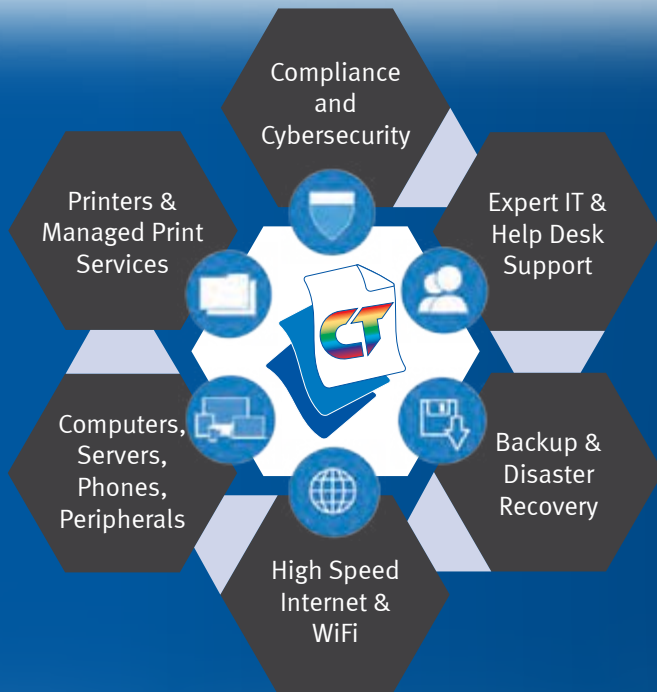 Compliance
and
Cybersecurity
Expert IT &
Help Desk
Support
Backup &
Disaster
Recovery
High Speed
Internet &
WiFi
Computers,
Servers,
Phones,
Peripherals
Printers &
Managed Print
Services
CT